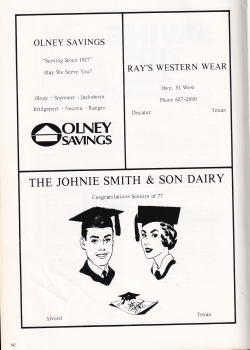 OLNEY SAVINGS
"Serving Since 1927"
May We Serve You?
Olney - Seymour - Jacksboro
Bridgeport - Nocona - Ranger
OLNEY
SAVINGS
RAY'S WESTERN WEAR
Hwy. 51 West
Phone 627-2690
Decatur Texas
THE JOHNIE SMITH & SON DAIRY
Congratulations Seniors of 77
Alvord Texas